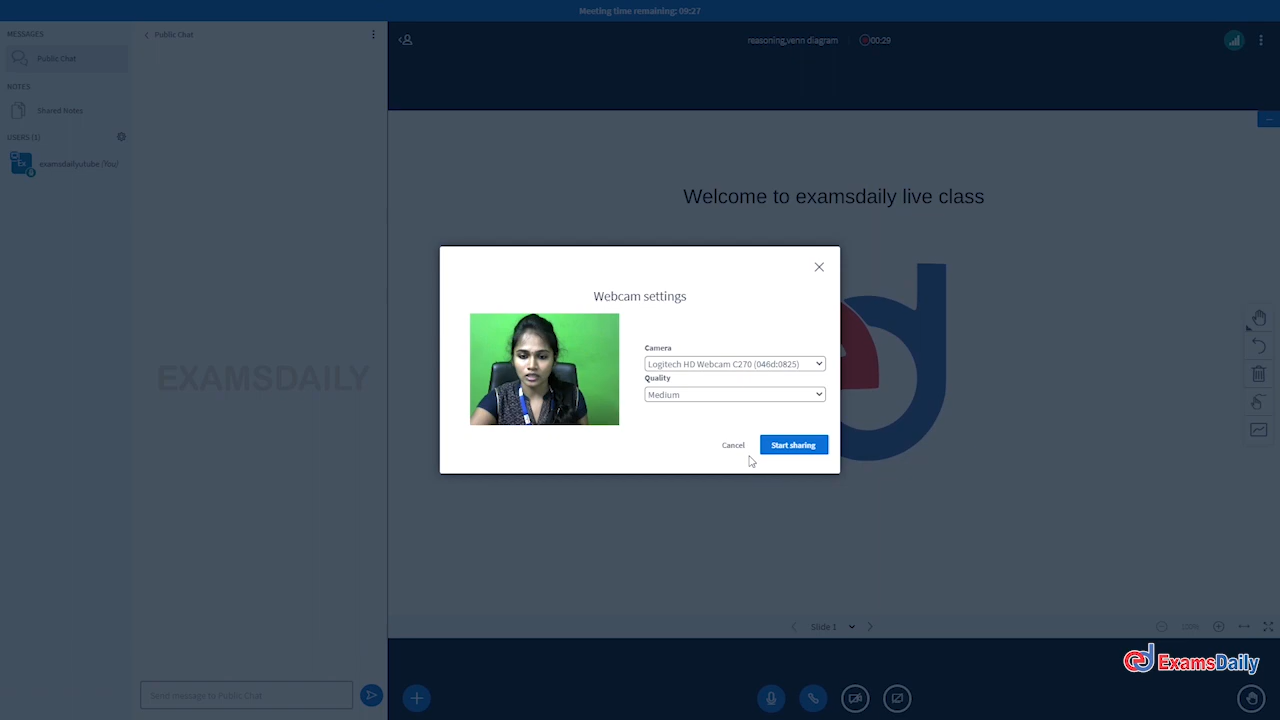 Meeting time remaining: 09:27
MESSAGES
Public Chat
NOTES
Shared Notes
USERS (1)
Ex
examsdailyutube (You)
Public Chat
EXAMSDAILY
Send message to Public Chat
reasoning,venn diagram
00:29
Welcome to examsdaily live class
Webcam settings
Camera
Logitech HD Webcam C270 (046d:0825)
Quality
Medium
Cancel
Start sharing
Slide 1
100%
ExamsDaily